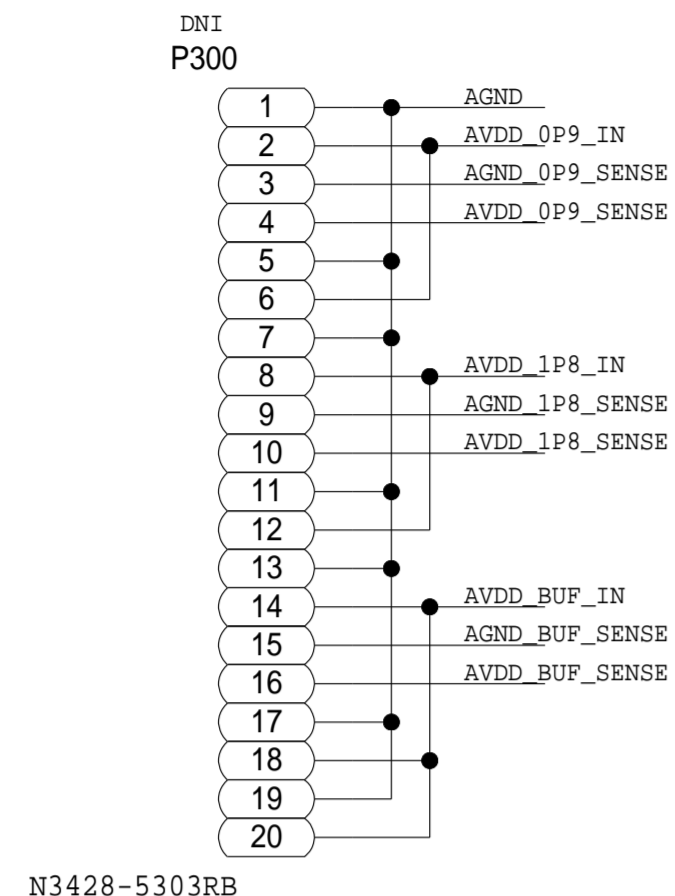 DNI
P300
1 AGND
2 AVDD_0P9_IN
3 AGND_0P9_SENSE
4 AVDD_0P9_SENSE
5
6
7
8 AVDD_1P8_IN
9 AGND_1P8_SENSE
10 AVDD_1P8_SENSE
11
12
13
14 AVDD_BUF_IN
15 AGND_BUF_SENSE
16 AVDD_BUF_SENSE
17
18
19
20
N3428-5303RB